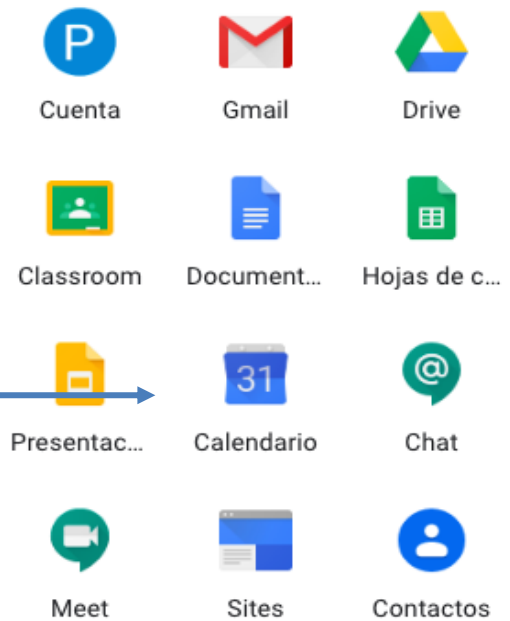 P
Cuenta Gmail Drive
Classroom Document... Hojas de c...
31
@
Presentac... Calendario Chat
Meet Sites Contactos